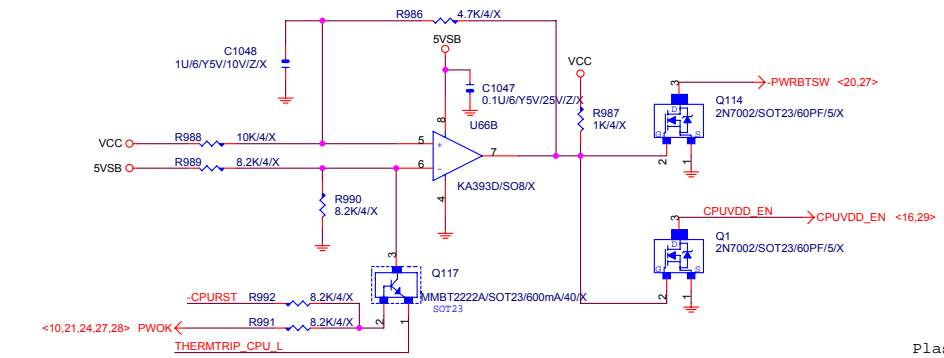 R986 4.7K/4/X
5VSB
C1048
1U/6/Y5V/10V/Z/X
VCC
C1047
0.1U/6/Y5V/25V/Z/X
3
-PWRBTSW <20,27>
Q114
2N7002/SOT23/60PF/5/X
D
G S
2 1
R987
1K/4/X
8
U66B
VCC R988 10K/4/X 5 +
7
5VSB R989 8.2K/4/X 6 -
KA393D/SO8/X
4
R990
8.2K/4/X
3
CPUVDD_EN
CPUVDD_EN <16,29>
Q1
2N7002/SOT23/60PF/5/X
D
G S
2 1
3
Q117
MMBT2222A/SOT23/600mA/40/X
SOT23
2 1
-CPURST R992 8.2K/4/X
<10,21,24,27,28> PWOK R991 8.2K/4/X
THERMTRIP_CPU_L
Plas